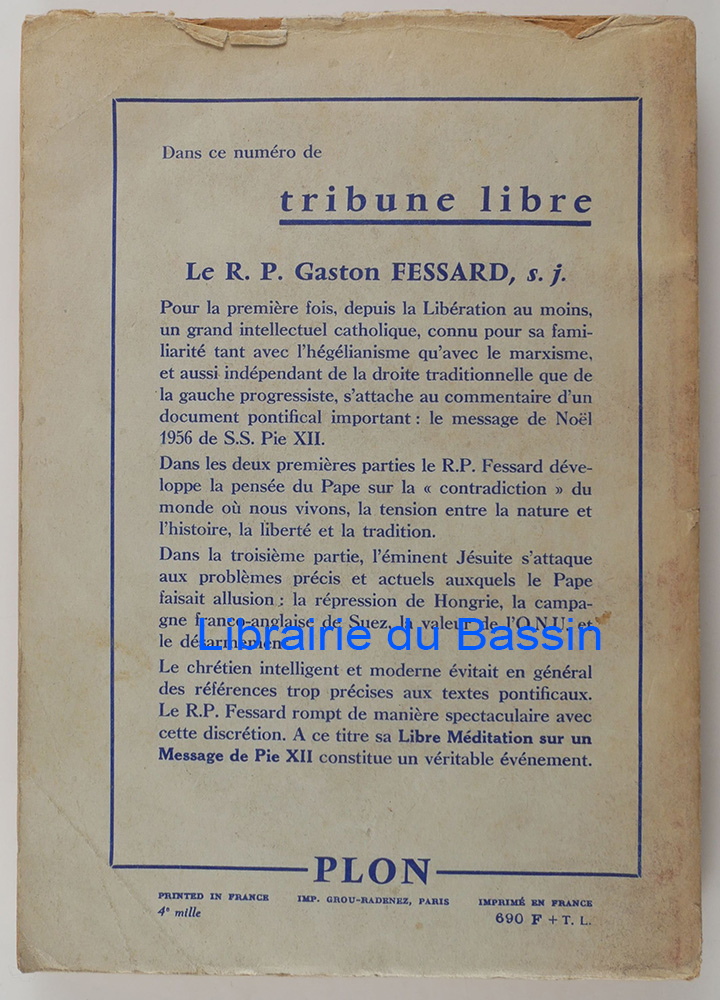 Dans ce numéro de
tribune libre
Le R. P. Gaston FESSARD, s. j.
Pour la première fois, depuis la Libération au moins,
un grand intellectuel catholique, connu pour sa fami-
liarité tant avec l'hégélianisme qu'avec le marxisme,
et aussi indépendant de la droite traditionnelle que de
la gauche progressiste, s'attache au commentaire d'un
document pontifical important : le message de Noël
1956 de S.S. Pie XII.
Dans les deux premières parties le R.P. Fessard déve-
loppe la pensée du Pape sur la « contradiction » du
monde où nous vivons, la tension entre la nature et
l'histoire, la liberté et la tradition.
Dans la troisième partie, l'éminent Jésuite s'attaque
aux problèmes précis et actuels auxquels le Pape
faisait allusion : la répression de Hongrie, la campa-
gne franco-anglaise de Suez, la valeur de l'O.N.U. et
le désarmement
Librairie du Bassin
Le chrétien intelligent et moderne évitait en général
des références trop précises aux textes pontificaux.
Le R.P. Fessard rompt de manière spectaculaire avec
cette discrétion. A ce titre sa Libre Méditation sur un
Message de Pie XII constitue un véritable événement.
PLON
PRINTED IN FRANCE IMP. GROU-RADENEZ, PARIS IMPRIMÉ EN FRANCE
4e mille 690 F + T. L.